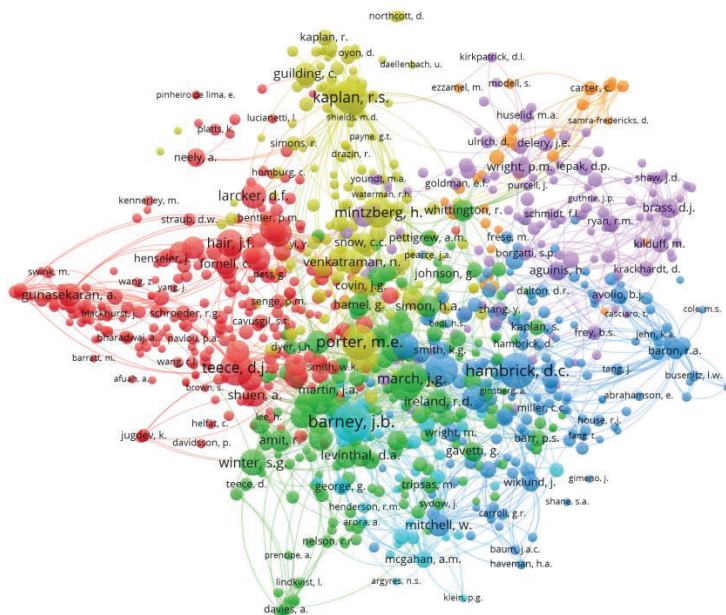 northcott, d.
kaplan, r.
oyon, d.
guilding, c.
daellenbach, u.
kirkpatrick, d.l.
pinheiro de lima, e.
kaplan, r.s.
ezzamel, m.
modell, s.
carter, c.
lucianetti, l.
shields, m.d.
huselid, m.a.
samra-fredericks, d.
platts, k.
payne, g.t.
simons, r.
ulrich, d.
delery, j.e.
neely, a.
drazin, r.
wright, p.m.
lepak, d.p.
homburg, c.
youndt, m.a.
goldman, e.f.
shaw, j.d.
larcker, d.f.
waterman, r.h.
purcell, j.
guthrie, j.p.
kennerley, m.
mintzberg, h.
whittington, r.
schmidt, f.l.
ryan, r.m.
brass, d.j.
straub, d.w.
bentler, p.m.
frese, m.
hair, j.f.
yi, y.
snow, c.c.
pettigrew, a.m.
borgatti, s.p.
kilduff, m.
henseler, j.
fornell, c.
venkatraman, n.
pearce, j.a.
aguinis, h.
krackhardt, d.
swink, m.
wang, z.
dess, g.
covin, j.g.
johnson, g.
dalton, d.r.
gunasekaran, a.
yang, j.
senge, p.m.
hamel, g.
simon, h.a.
zhang, y.
avolio, b.j.
casciaro, t.
cole, m.s.
blackhurst, j.
schroeder, r.g.
cavusgil, s.t.
bedi, h.s.
kaplan, s.
frey, b.s.
jehn, k.a.
bharadwaj, a.
pavlou, p.a.
dyer, j.h.
porter, m.e.
smith, k.g.
hambrick, d.
baron, r.a.
barratt, m.
wang, c.l.
teece, d.j.
smith, w.k.
march, j.g.
hambrick, d.c.
tang, j.
busenitz, l.w.
afuah, a.
brown, s.
martin, j.a.
ginsberg, a.
abrahamson, e.
shuen, a.
ireland, r.d.
miller, c.c.
helfat, c.
lee, h.
barney, j.b.
house, r.j.
jugdev, k.
davidsson, p.
amit, r.
wright, m.
barr, p.s.
fang, t.
winter, s.g.
levinthal, d.a.
gavetti, g.
teece, d.
george, g.
tripsas, m.
wiklund, j.
gimeno, j.
henderson, r.m.
sydow, j.
shane, s.a.
arora, a.
mitchell, w.
carroll, g.r.
nelson, r.r.
prencipe, a.
mcgahan, a.m.
baum, j.a.c.
haveman, h.a.
lindkvist, l.
argyres, n.s.
davies, a.
klein, p.g.